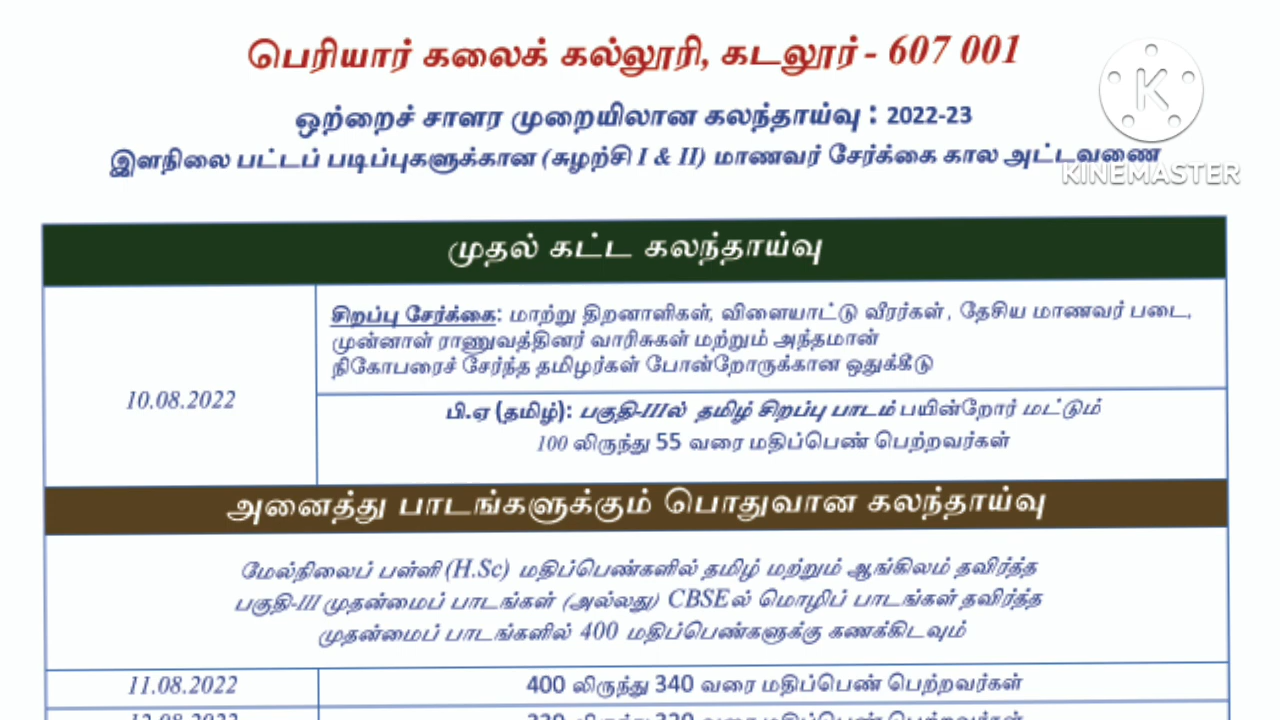 பெரியார் கலைக் கல்லூரி, கடலூர் - 607 001
ஒற்றைச் சாளர முறையிலான கலந்தாய்வு : 2022-23
இளநிலை பட்டப் படிப்புகளுக்கான (சுழற்சி I & II) மாணவர் சேர்க்கை கால அட்டவணை
K
KINEMASTER
முதல் கட்ட கலந்தாய்வு
10.08.2022
சிறப்பு சேர்க்கை: மாற்று திறனாளிகள், விளையாட்டு வீரர்கள், தேசிய மாணவர் படை,
முன்னாள் ராணுவத்தினர் வாரிசுகள் மற்றும் அந்தமான்
நிகோபரைச் சேர்ந்த தமிழர்கள் போன்றோருக்கான ஒதுக்கீடு
பி.ஏ (தமிழ்): பகுதி-IIIல் தமிழ் சிறப்பு பாடம் பயின்றோர் மட்டும்
100 லிருந்து 55 வரை மதிப்பெண் பெற்றவர்கள்
அனைத்து பாடங்களுக்கும் பொதுவான கலந்தாய்வு
மேல்நிலைப் பள்ளி (H.Sc) மதிப்பெண்களில் தமிழ் மற்றும் ஆங்கிலம் தவிர்த்த
பகுதி-III முதன்மைப் பாடங்கள் (அல்லது) CBSEல் மொழிப் பாடங்கள் தவிர்த்த
முதன்மைப் பாடங்களில் 400 மதிப்பெண்களுக்கு கணக்கிடவும்
11.08.2022
400 லிருந்து 340 வரை மதிப்பெண் பெற்றவர்கள்